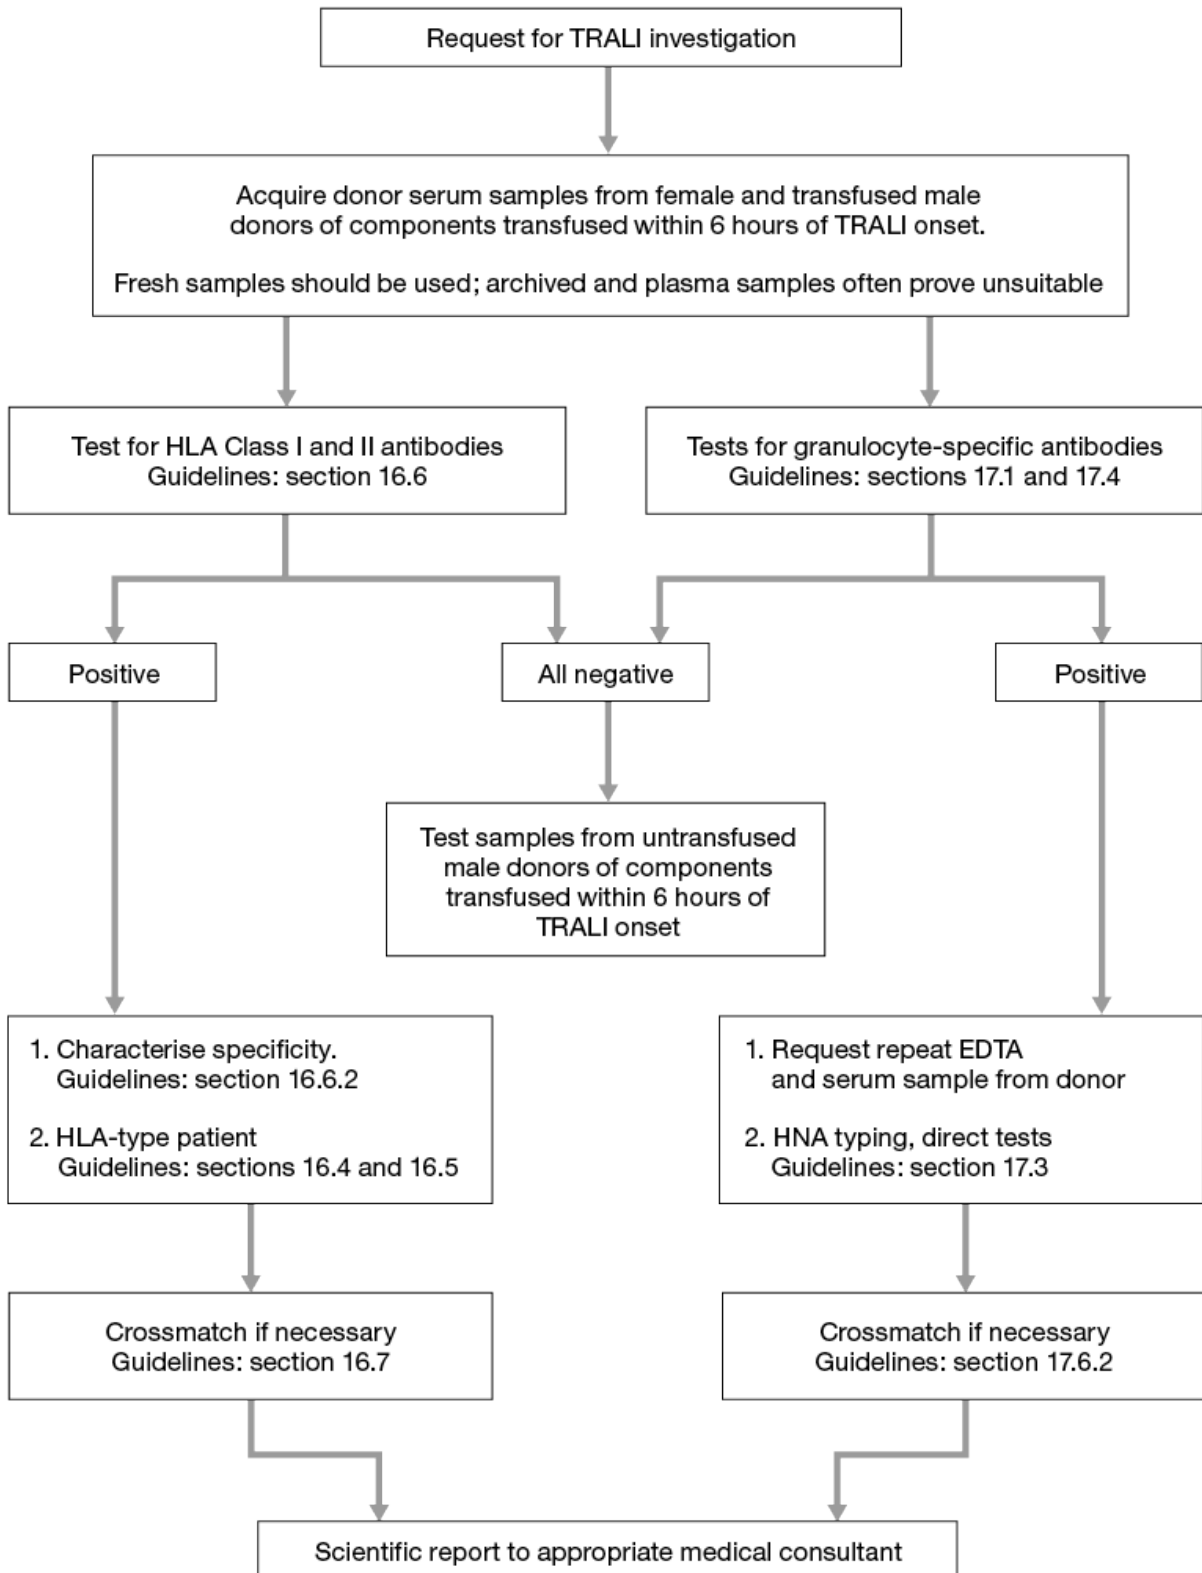 Request for TRALI investigation
Acquire donor serum samples from female and transfused male
donors of components transfused within 6 hours of TRALI onset.
Fresh samples should be used; archived and plasma samples often prove unsuitable
Test for HLA Class I and II antibodies
Guidelines: section 16.6
Tests for granulocyte-specific antibodies
Guidelines: sections 17.1 and 17.4
Positive
All negative
Positive
Test samples from untransfused
male donors of components
transfused within 6 hours of
TRALI onset
1. Characterise specificity.
Guidelines: section 16.6.2
2. HLA-type patient
Guidelines: sections 16.4 and 16.5
1. Request repeat EDTA
and serum sample from donor
2. HNA typing, direct tests
Guidelines: section 17.3
Crossmatch if necessary
Guidelines: section 16.7
Crossmatch if necessary
Guidelines: section 17.6.2
Scientific report to appropriate medical consultant